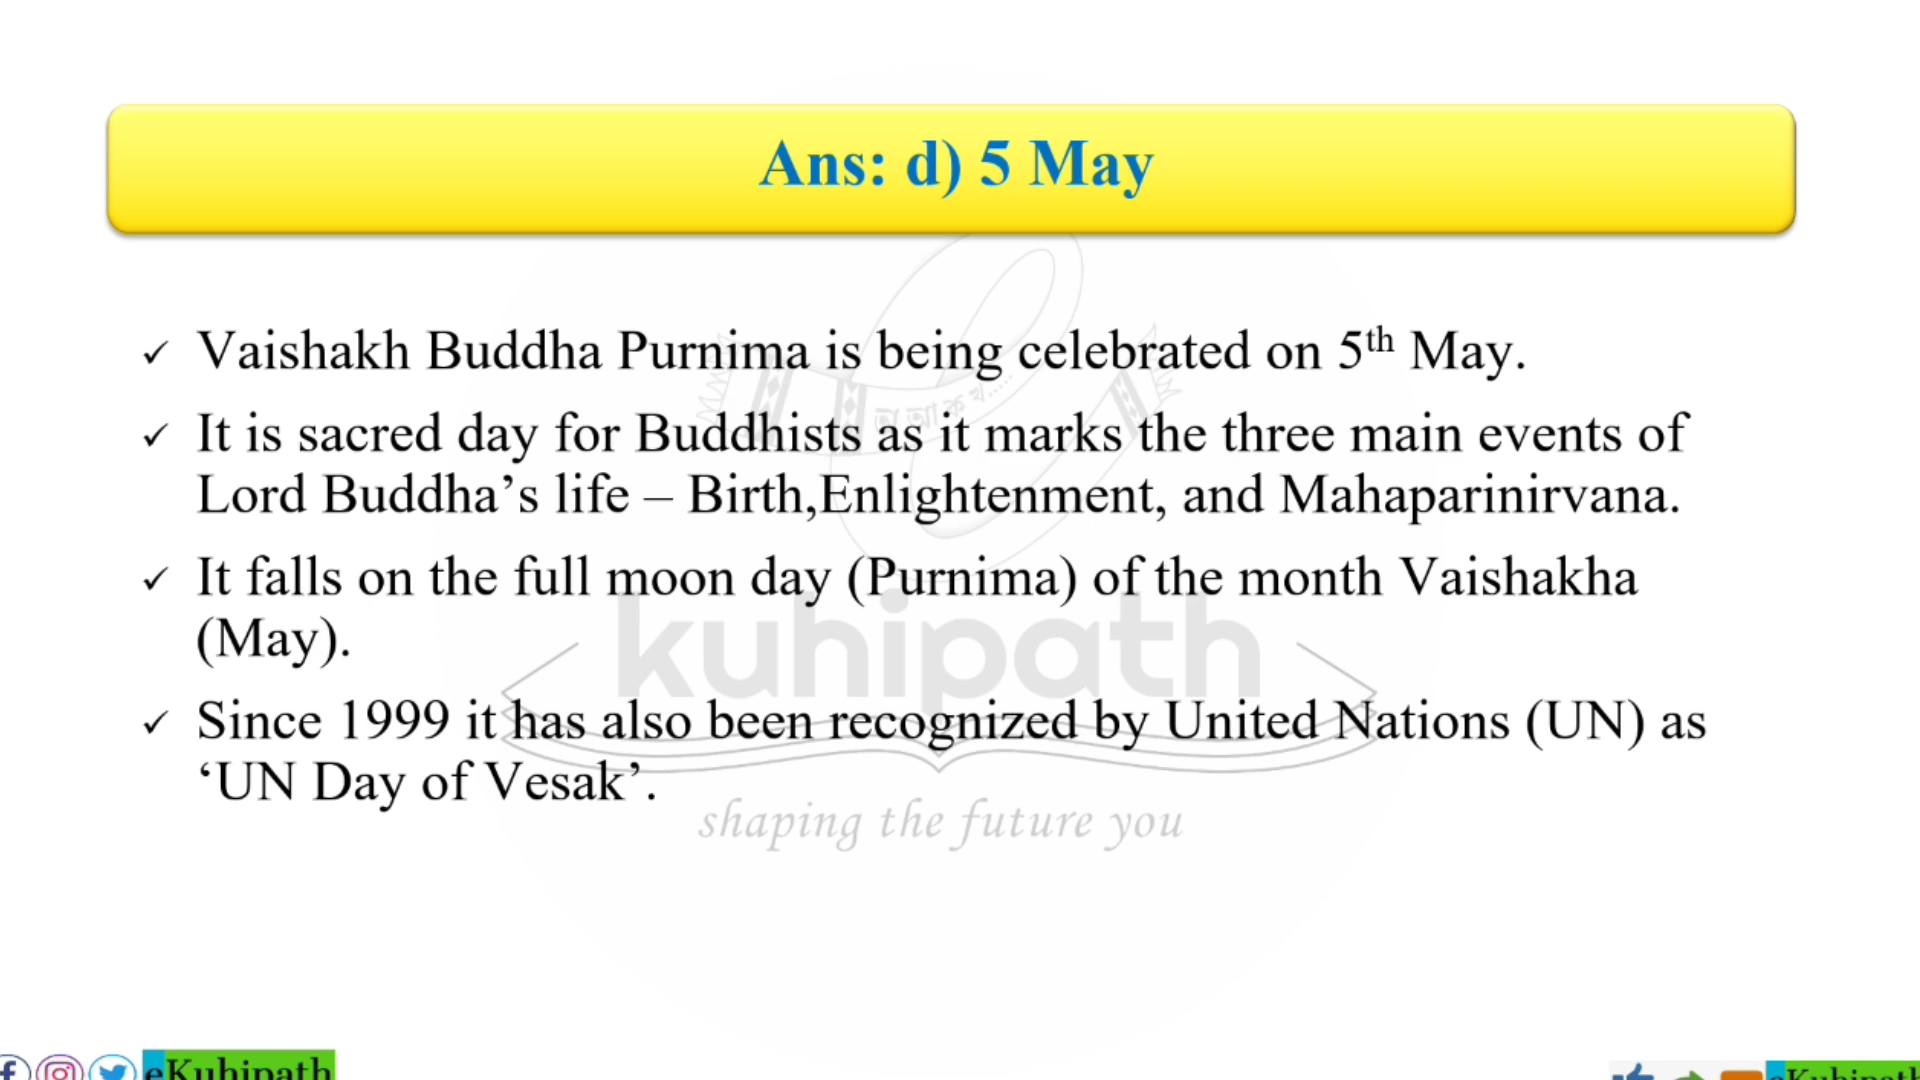 Ans: d) 5 May
✓ Vaishakh Buddha Purnima is being celebrated on 5th May.
✓ It is sacred day for Buddhists as it marks the three main events of
Lord Buddha’s life – Birth,Enlightenment, and Mahaparinirvana.
✓ It falls on the full moon day (Purnima) of the month Vaishakha
(May).
✓ Since 1999 it has also been recognized by United Nations (UN) as
‘UN Day of Vesak’.
অ আ ক খ.....
kuhipath
shaping the future you
eKuhipath
eKuhipath